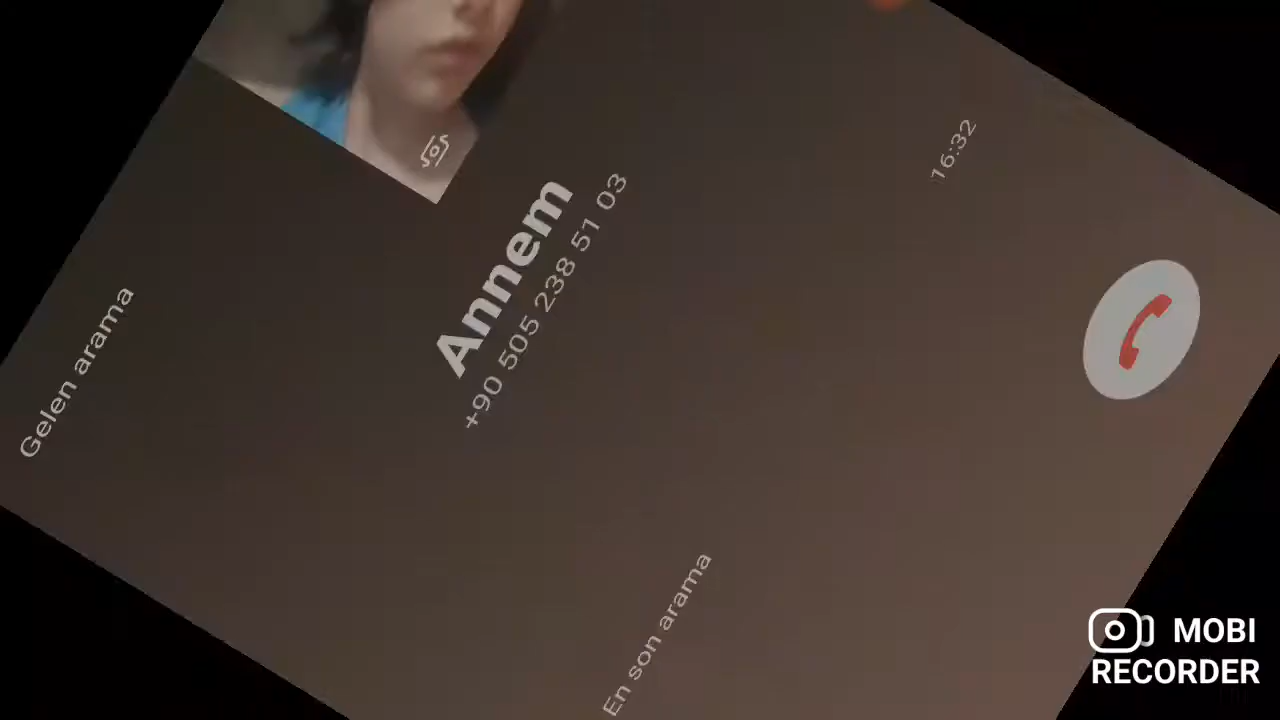 Gelen arama
Annem
+90 505 238 51 03
En son arama
16:32
MOBI
RECORDER